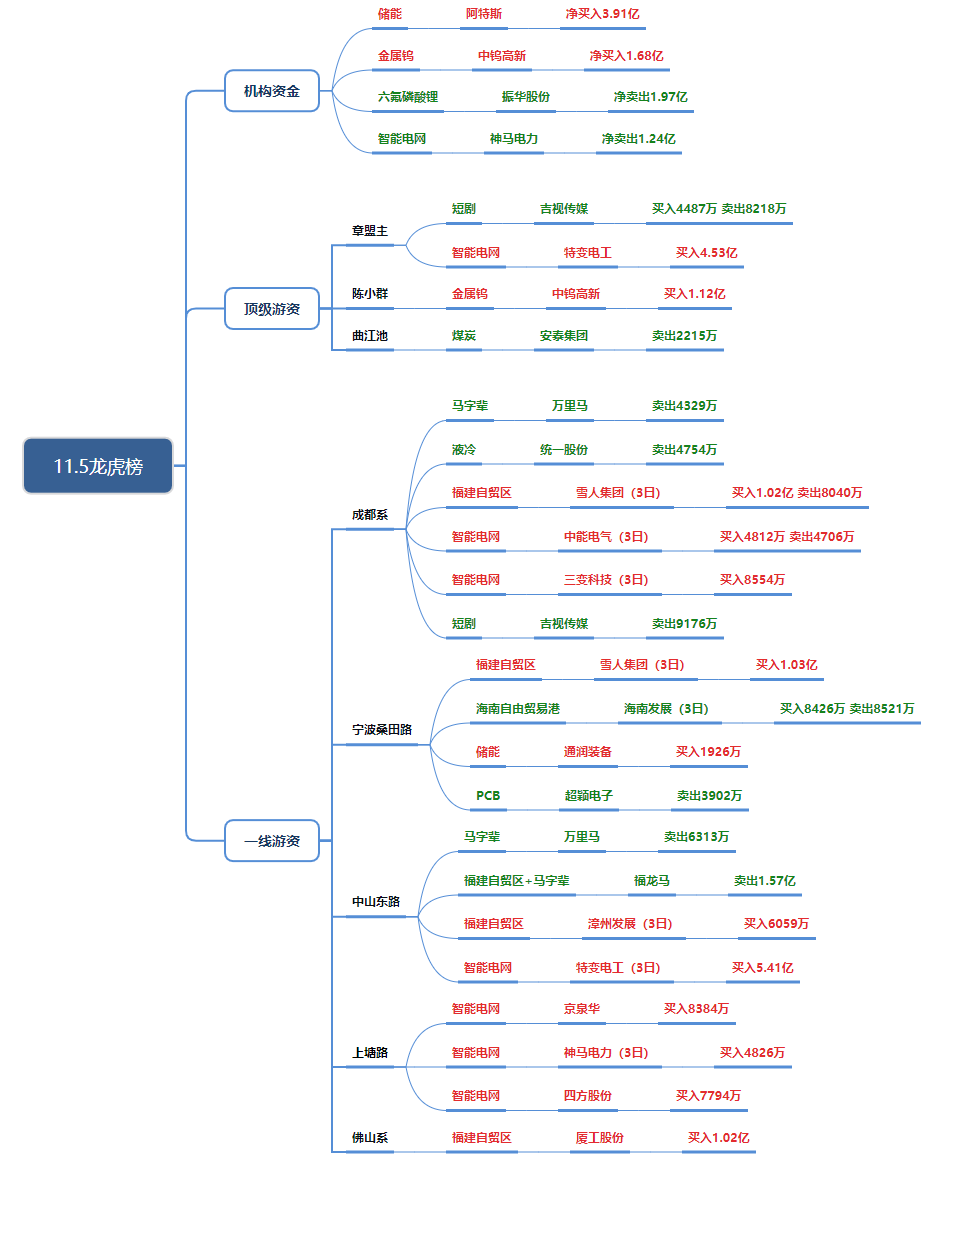 11.5龙虎榜
机构资金
储能 阿特斯 净买入3.91亿
金属钨 中钨高新 净买入1.68亿
六氟磷酸锂 振华股份 净卖出1.97亿
智能电网 神马电力 净卖出1.24亿
顶级游资
章盟主
短剧 吉视传媒 买入4487万 卖出8218万
智能电网 特变电工 买入4.53亿
陈小群 金属钨 中钨高新 买入1.12亿
曲江池 煤炭 安泰集团 卖出2215万
一线游资
成都系
马字辈 万里马 卖出4329万
液冷 统一股份 卖出4754万
福建自贸区 雪人集团（3日） 买入1.02亿 卖出8040万
智能电网 中能电气（3日） 买入4812万 卖出4706万
智能电网 三变科技（3日） 买入8554万
短剧 吉视传媒 卖出9176万
宁波桑田路
福建自贸区 雪人集团（3日） 买入1.03亿
海南自由贸易港 海南发展（3日） 买入8426万 卖出8521万
储能 通润装备 买入1926万
PCB 超颖电子 卖出3902万
中山东路
马字辈 万里马 卖出6313万
福建自贸区+马字辈 福龙马 卖出1.57亿
福建自贸区 漳州发展（3日） 买入6059万
智能电网 特变电工（3日） 买入5.41亿
上塘路
智能电网 京泉华 买入8384万
智能电网 神马电力（3日） 买入4826万
智能电网 四方股份 买入7794万
佛山系 福建自贸区 厦工股份 买入1.02亿